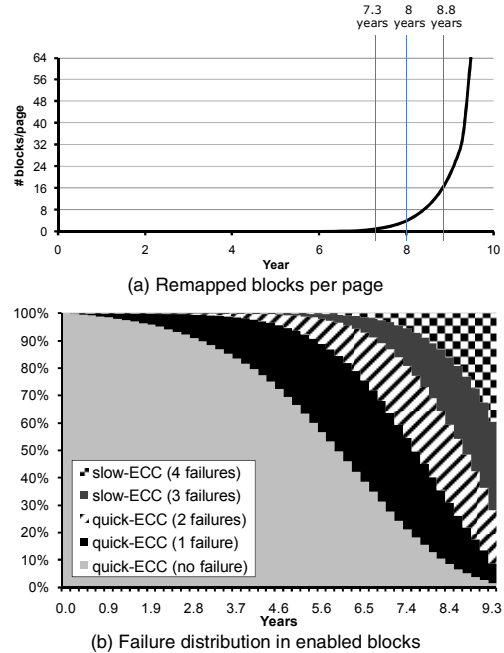 7.3 8 8.8
years years years
64
56
48
40
32
24
16
8
0
# blocks/page
0 2 4 6 8 10
Year
(a) Remapped blocks per page
100%
90%
80%
70%
60%
50%
40%
30%
20%
10%
0%
slow-ECC (4 failures)
slow-ECC (3 failures)
quick-ECC (2 failures)
quick-ECC (1 failure)
quick-ECC (no failure)
0.0 0.9 1.9 2.8 3.7 4.6 5.6 6.5 7.4 8.4 9.3
Years
(b) Failure distribution in enabled blocks